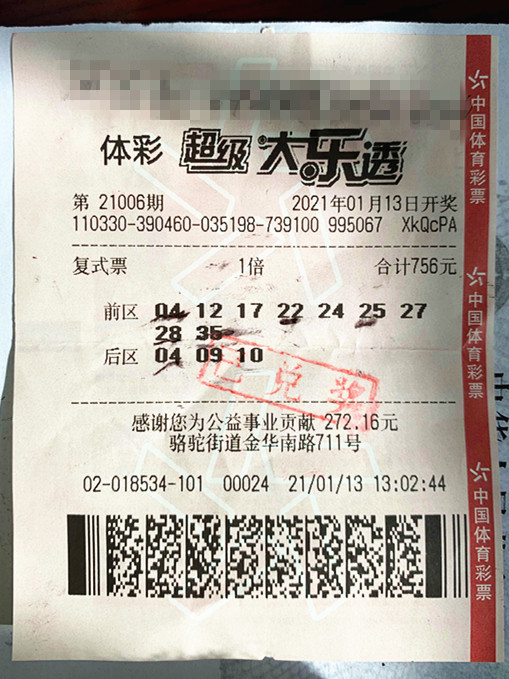 体彩 超级大乐透
第 21006期 2021年01月13日开奖
110330-390460-035198-739100 995067 XkQcPA
复式票 1倍 合计756元
前区 04 12 17 22 24 25 27
28 35
后区 04 09 10
已兑奖
感谢您为公益事业贡献 272.16元
骆驼街道金华南路711号
02-018534-101 00024 21/01/13 13:02:44
中国体育彩票
中国体育彩票
中国体育彩票